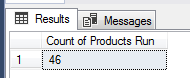 Results Messages
Count of Products Run
1 46